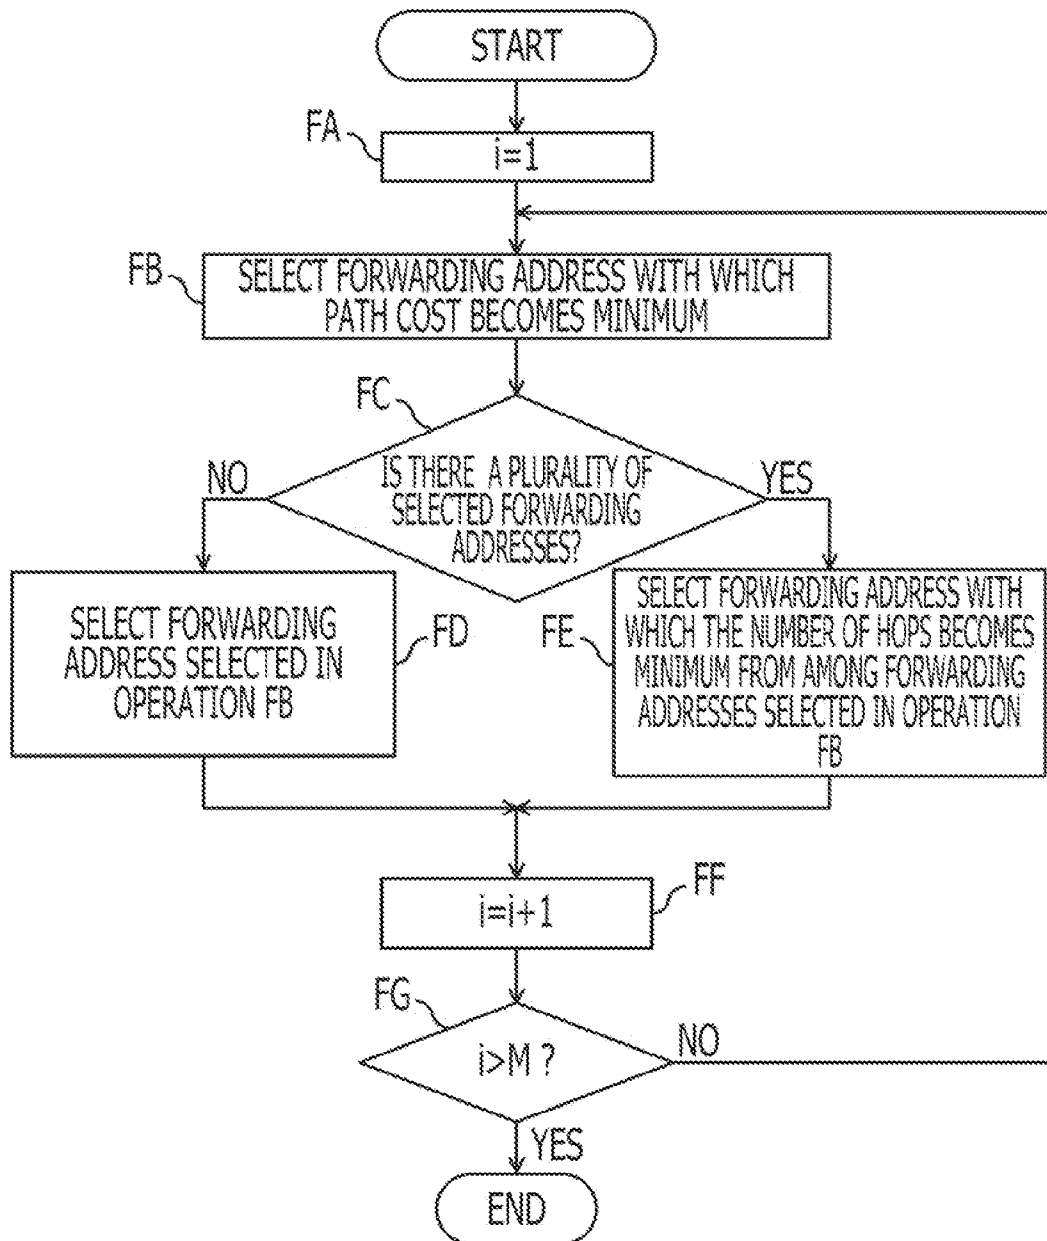 START
FA
i=1
FB
SELECT FORWARDING ADDRESS WITH WHICH
PATH COST BECOMES MINIMUM
FC
IS THERE A PLURALITY OF
SELECTED FORWARDING
ADDRESSES?
NO
YES
SELECT FORWARDING
ADDRESS SELECTED IN
OPERATION FB
FD
FE
SELECT FORWARDING ADDRESS WITH
WHICH THE NUMBER OF HOPS BECOMES
MINIMUM FROM AMONG FORWARDING
ADDRESSES SELECTED IN OPERATION
FB
FF
i=i+1
FG
i>M ?
NO
YES
END